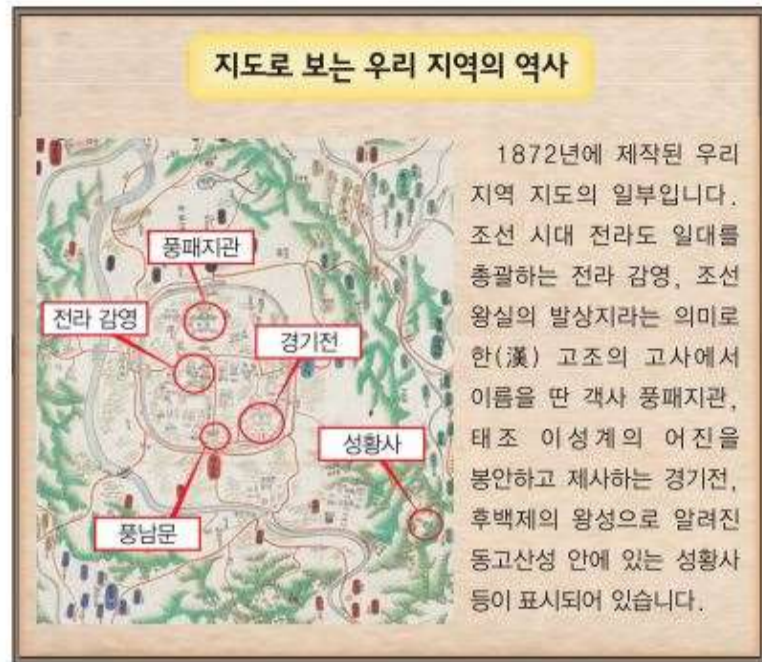 지도로 보는 우리 지역의 역사
풍패지관
전라 감영
경기전
성황사
풍남문
1872년에 제작된 우리
지역 지도의 일부입니다.
조선 시대 전라도 일대를
총괄하는 전라 감영, 조선
왕실의 발상지라는 의미로
한(漢) 고조의 고사에서
이름을 딴 객사 풍패지관,
태조 이성계의 어진을
봉안하고 제사하는 경기전,
후백제의 왕성으로 알려진
동고산성 안에 있는 성황사
등이 표시되어 있습니다.